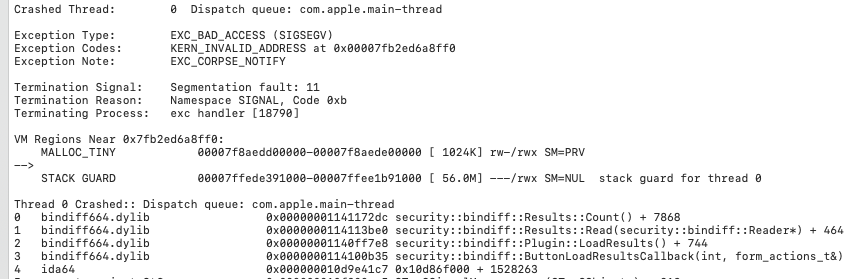 Crashed Thread: 0 Dispatch queue: com.apple.main-thread
Exception Type: EXC_BAD_ACCESS (SIGSEGV)
Exception Codes: KERN_INVALID_ADDRESS at 0x00007fb2ed6a8ff0
Exception Note: EXC_CORPSE_NOTIFY
Termination Signal: Segmentation fault: 11
Termination Reason: Namespace SIGNAL, Code 0xb
Terminating Process: exc handler [18790]
VM Regions Near 0x7fb2ed6a8ff0:
MALLOC_TINY 00007f8aedd00000-00007f8aede00000 [ 1024K] rw-/rwx SM=PRV
-->
STACK GUARD 00007ffede391000-00007ffee1b91000 [ 56.0M] ---/rwx SM=NUL stack guard for thread 0
Thread 0 Crashed:: Dispatch queue: com.apple.main-thread
0 bindiff664.dylib 0x00000001141172dc security::bindiff::Results::Count() + 7868
1 bindiff664.dylib 0x0000000114113be0 security::bindiff::Results::Read(security::bindiff::Reader*) + 464
2 bindiff664.dylib 0x00000001140ff7e8 security::bindiff::Plugin::LoadResults() + 744
3 bindiff664.dylib 0x0000000114100b35 security::bindiff::ButtonLoadResultsCallback(int, form_actions_t&)
4 ida64 0x000000010d9e41c7 0x10d86f000 + 1528263